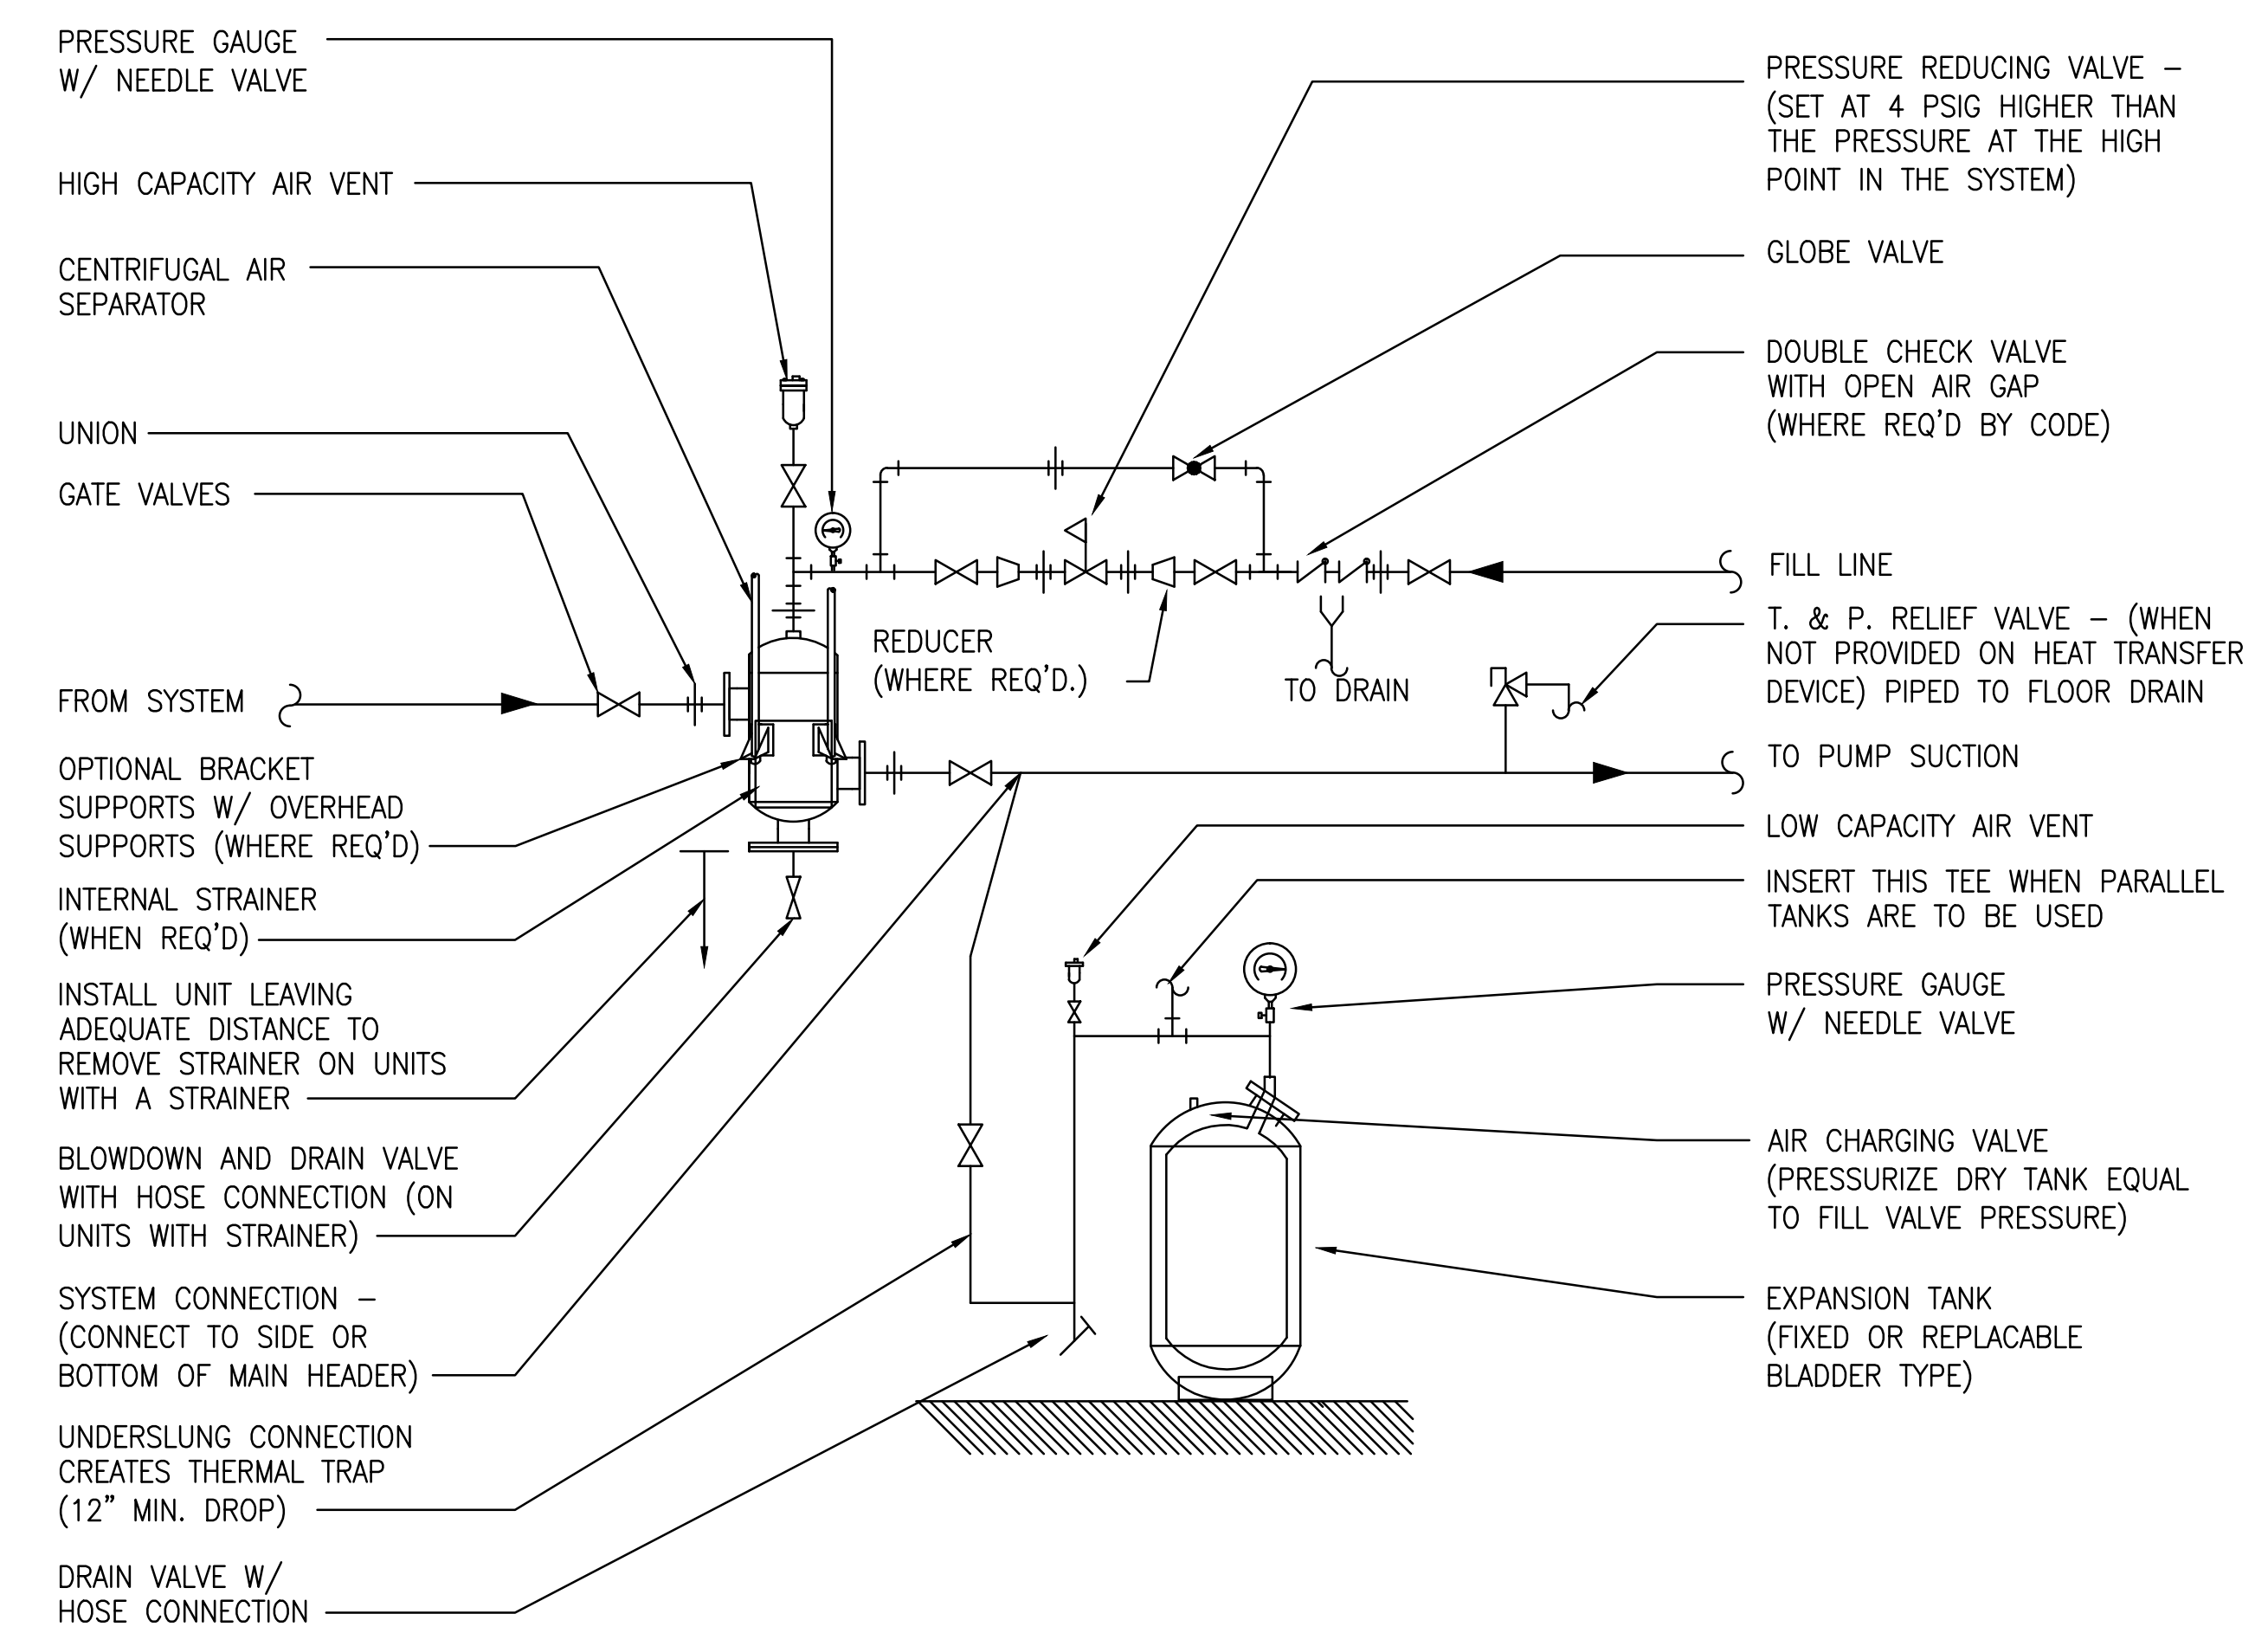 PRESSURE GAUGE
W/ NEEDLE VALVE
HIGH CAPACITY AIR VENT
CENTRIFUGAL AIR
SEPARATOR
UNION
GATE VALVES
FROM SYSTEM
OPTIONAL BRACKET
SUPPORTS W/ OVERHEAD
SUPPORTS (WHERE REQ'D)
INTERNAL STRAINER
(WHEN REQ'D)
INSTALL UNIT LEAVING
ADEQUATE DISTANCE TO
REMOVE STRAINER ON UNITS
WITH A STRAINER
BLOWDOWN AND DRAIN VALVE
WITH HOSE CONNECTION (ON
UNITS WITH STRAINER)
SYSTEM CONNECTION –
(CONNECT TO SIDE OR
BOTTOM OF MAIN HEADER)
UNDERSLUNG CONNECTION
CREATES THERMAL TRAP
(12" MIN. DROP)
DRAIN VALVE W/
HOSE CONNECTION
REDUCER
(WHERE REQ'D.)
TO DRAIN
PRESSURE REDUCING VALVE –
(SET AT 4 PSIG HIGHER THAN
THE PRESSURE AT THE HIGH
POINT IN THE SYSTEM)
GLOBE VALVE
DOUBLE CHECK VALVE
WITH OPEN AIR GAP
(WHERE REQ'D BY CODE)
FILL LINE
T. & P. RELIEF VALVE – (WHEN
NOT PROVIDED ON HEAT TRANSFER
DEVICE) PIPED TO FLOOR DRAIN
TO PUMP SUCTION
LOW CAPACITY AIR VENT
INSERT THIS TEE WHEN PARALLEL
TANKS ARE TO BE USED
PRESSURE GAUGE
W/ NEEDLE VALVE
AIR CHARGING VALVE
(PRESSURIZE DRY TANK EQUAL
TO FILL VALVE PRESSURE)
EXPANSION TANK
(FIXED OR REPLACABLE
BLADDER TYPE)